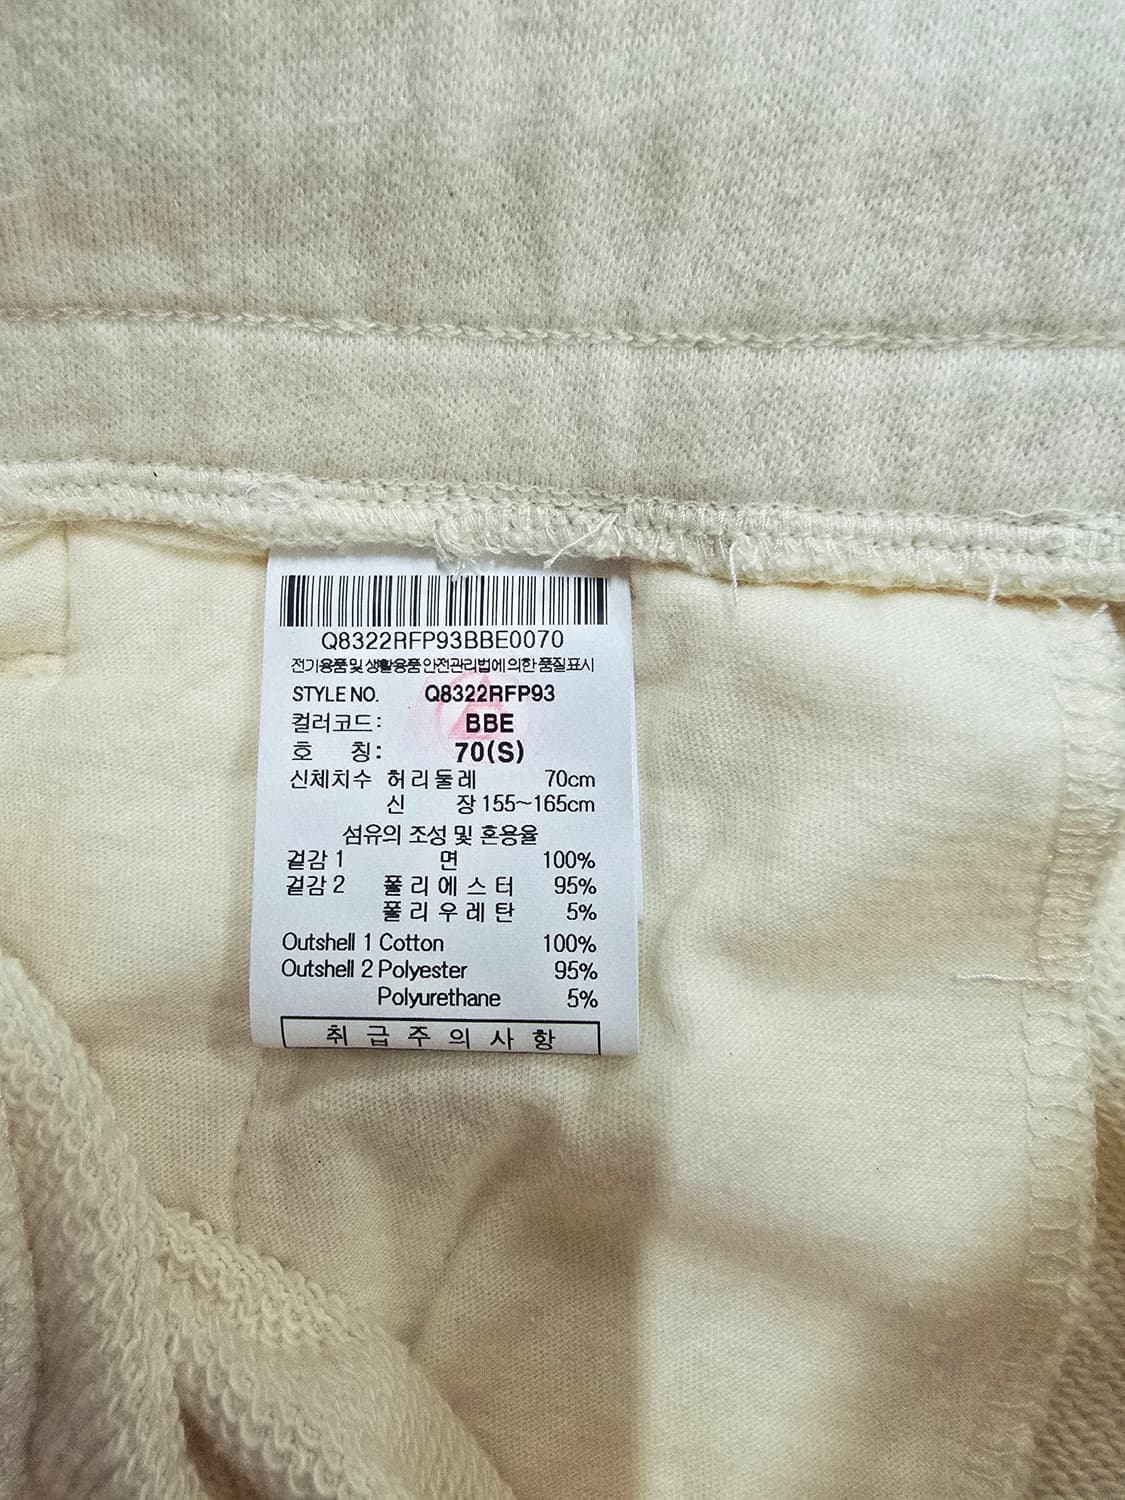 Q8322RFP93BBE0070
전기용품 및 생활용품 안전관리법에 의한 품질표시
STYLE NO. Q8322RFP93
컬러코드: BBE
호 칭: 70(S)
신체치수 허리둘레 70cm
신 장 155~165cm
섬유의 조성 및 혼용율
겉감 1 면 100%
겉감 2 폴리에스터 95%
폴리우레탄 5%
Outshell 1 Cotton 100%
Outshell 2 Polyester 95%
Polyurethane 5%
취급주의사항